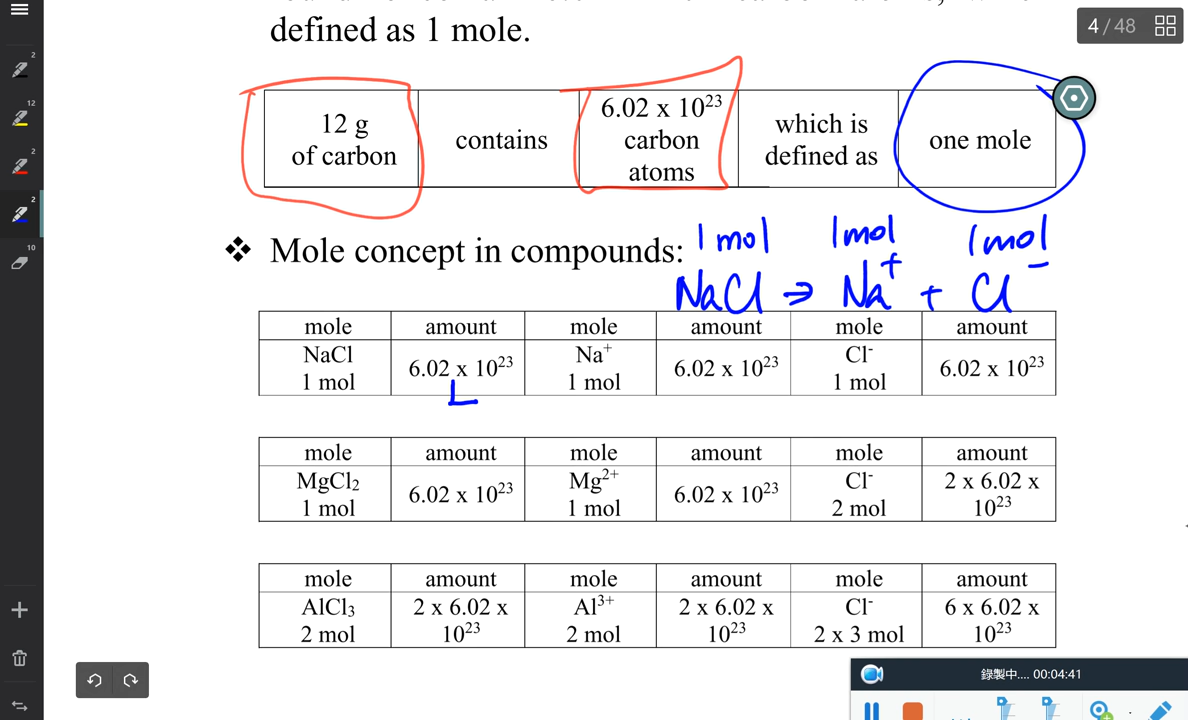 4 / 48
defined as 1 mole.
12 g
of carbon
contains
6.02 x 10²³
carbon
atoms
which is
defined as
one mole
❖ Mole concept in compounds:
1 mol 1 mol 1 mol
NaCl ⇒ Na⁺ + Cl⁻
mole amount mole amount mole amount
NaCl
1 mol
6.02 x 10²³
Na⁺
1 mol
6.02 x 10²³
Cl⁻
1 mol
6.02 x 10²³
mole amount mole amount mole amount
MgCl₂
1 mol
6.02 x 10²³
Mg²⁺
1 mol
6.02 x 10²³
Cl⁻
2 mol
2 x 6.02 x
10²³
mole amount mole amount mole amount
AlCl₃
2 mol
2 x 6.02 x
10²³
Al³⁺
2 mol
2 x 6.02 x
10²³
Cl⁻
2 x 3 mol
6 x 6.02 x
10²³
2
12
2
2
10
錄製中.... 00:04:41